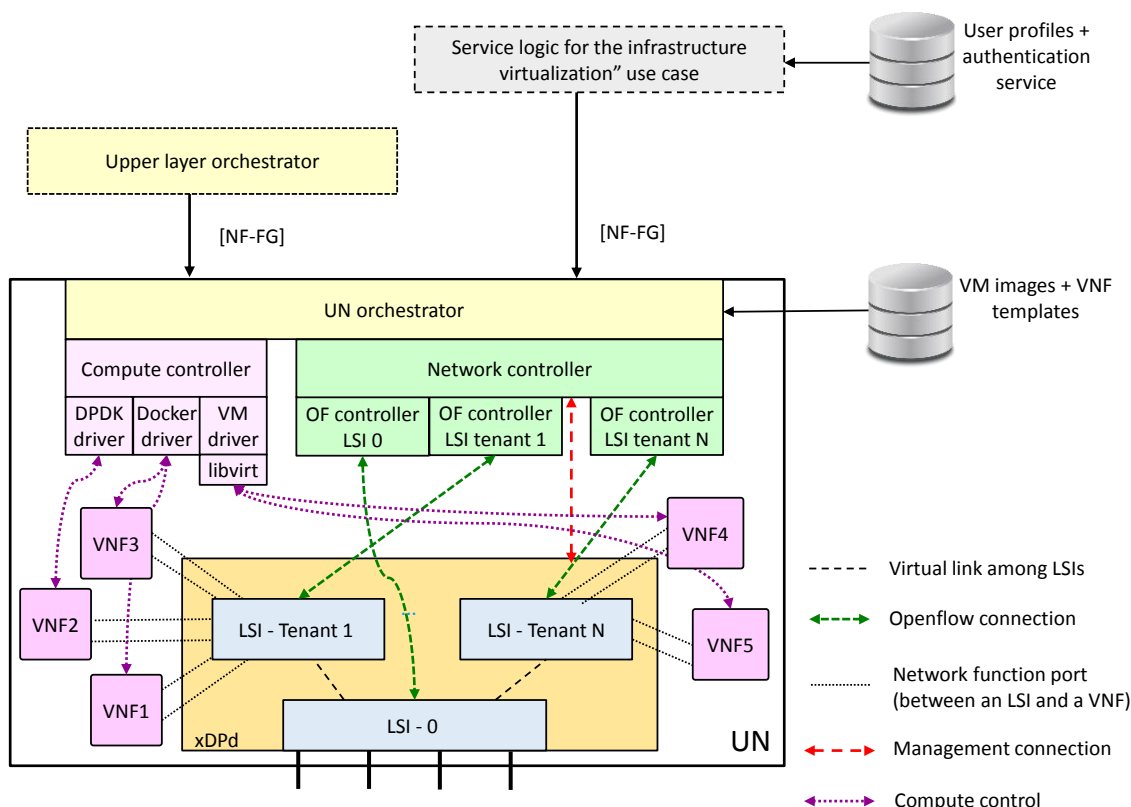 Service logic for the infrastructure
virtualization” use case
User profiles +
authentication
service
Upper layer orchestrator
[NF-FG]
[NF-FG]
VM images + VNF
templates
UN orchestrator
Compute controller
Network controller
DPDK
driver
Docker
driver
VM
driver
libvirt
OF controller
LSI 0
OF controller
LSI tenant 1
OF controller
LSI tenant N
VNF3
VNF4
VNF2
LSI - Tenant 1
LSI - Tenant N
VNF5
VNF1
LSI - 0
xDPd
UN
Virtual link among LSIs
Openflow connection
Network function port
(between an LSI and a VNF)
Management connection
Compute control